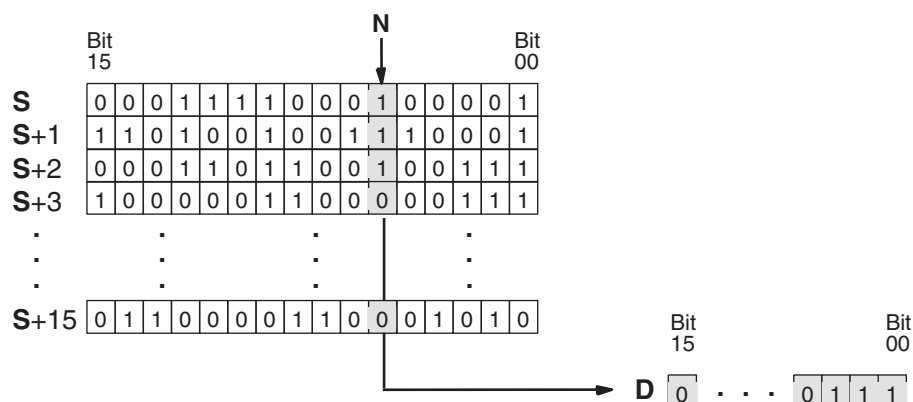 N
Bit Bit
15 00
S 0 0 0 1 1 1 1 0 0 0 1 0 0 0 0 1
S+1 1 1 0 1 0 0 1 0 0 1 1 1 0 0 0 1
S+2 0 0 0 1 1 0 1 1 0 0 1 0 0 1 1 1
S+3 1 0 0 0 0 0 1 1 0 0 0 0 0 1 1 1
. . . .
. . . .
. . . .
S+15 0 1 1 0 0 0 0 1 1 0 0 0 1 0 1 0
Bit Bit
15 00
D 0 . . . 0 1 1 1